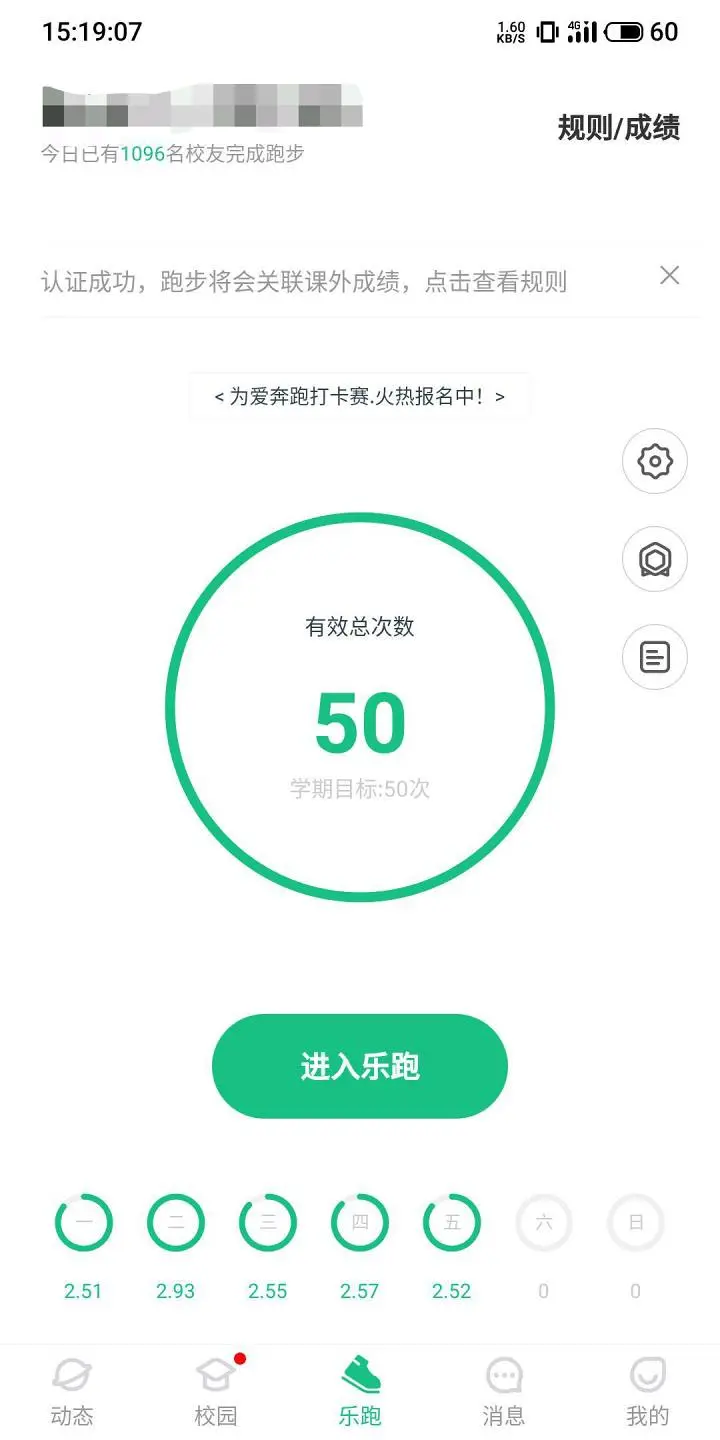 15:19:07
1.60 KB/S 4G 60
规则/成绩
今日已有1096名校友完成跑步
认证成功，跑步将会关联课外成绩，点击查看规则
< 为爱奔跑打卡赛.火热报名中！>
有效总次数
50
学期目标:50次
进入乐跑
一 二 三 四 五 六 日
2.51 2.93 2.55 2.57 2.52 0 0
动态 校园 乐跑 消息 我的